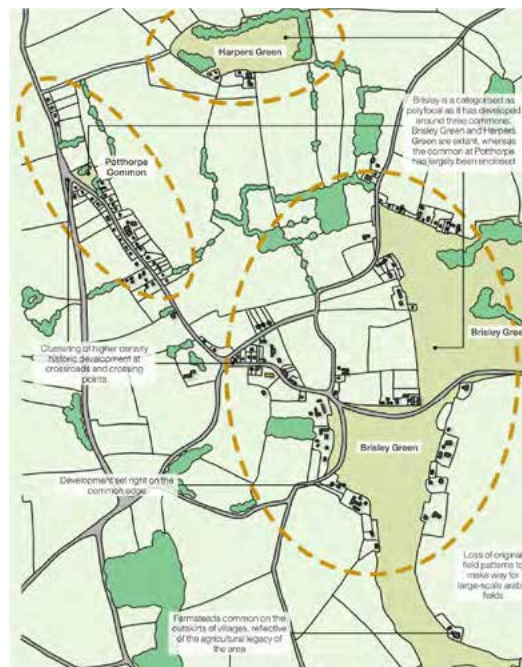 Harpers Green
Brisley is a categorised as
polyfocal as it has developed
around three commons.
Brisley Green and Harpers
Green are extant, whereas
the common at Potthorpe
has largely been enclosed
Potthorpe
Common
Brisley Gree
Clustering of higher density
historic development at
crossroads and crossing
points.
Brisley Green
Development set right on the
common edge
Loss of original
field patterns to
make way for
large-scale arable
fields
Farmsteads common on the
outskirts of villages, reflective
of the agricultural legacy of
the area